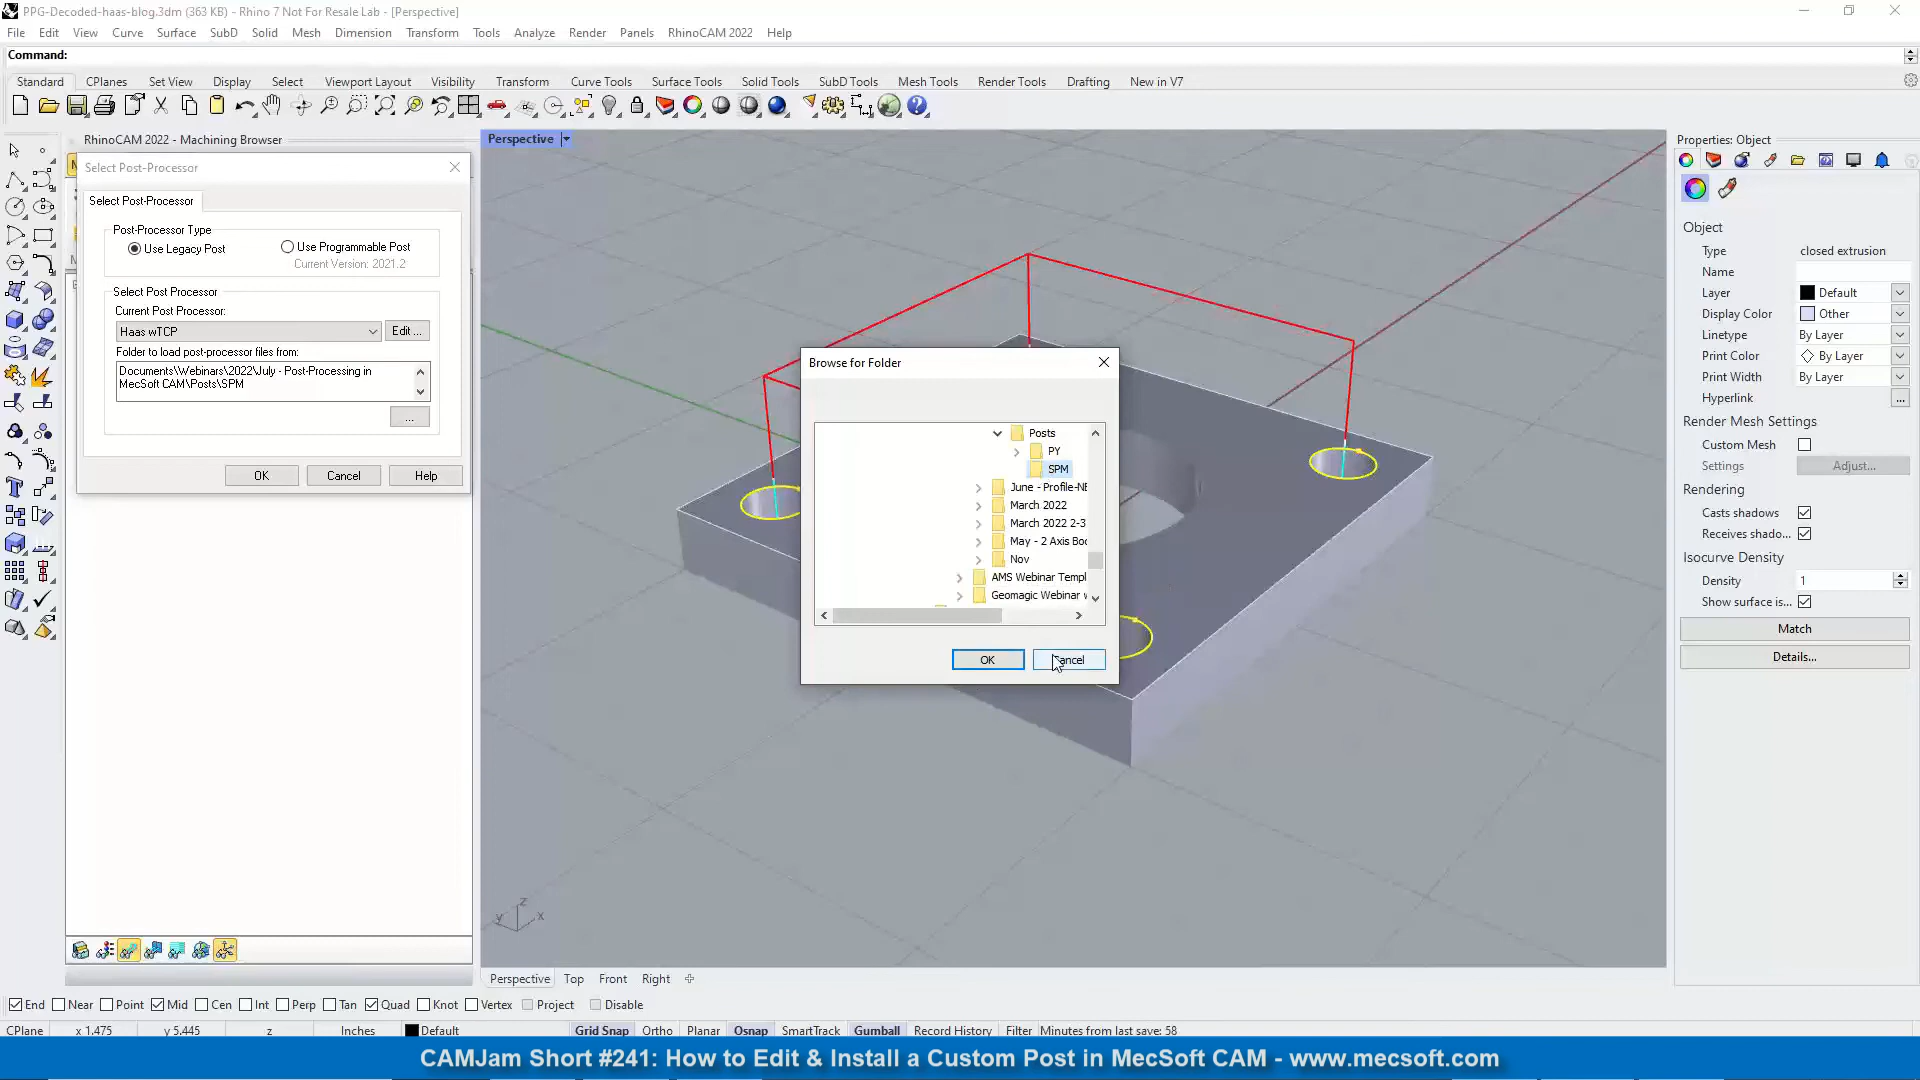 PPG-Decoded-haas-blog.3dm (363 KB) - Rhino 7 Not For Resale Lab - [Perspective]
File Edit View Curve Surface SubD Solid Mesh Dimension Transform Tools Analyze Render Panels RhinoCAM 2022 Help
Command:
Standard CPlanes Set View Display Select Viewport Layout Visibility Transform Curve Tools Surface Tools Solid Tools SubD Tools Mesh Tools Render Tools Drafting New in V7
RhinoCAM 2022 - Machining Browser
Select Post-Processor
Select Post-Processor
Post-Processor Type
Use Legacy Post
Use Programmable Post
Current Version: 2021.2
Select Post Processor
Current Post Processor:
Haas wTCP
Edit ...
Folder to load post-processor files from:
Documents\Webinars\2022\July - Post-Processing in
MecSoft CAM\Posts\SPM
...
OK Cancel Help
Perspective
Browse for Folder
Posts
PY
SPM
June - Profile-NE
March 2022
March 2022 2-3
May - 2 Axis Boo
Nov
AMS Webinar Templ
Geomagic Webinar
OK Cancel
z
y x
Properties: Object
Object
Type closed extrusion
Name
Layer Default
Display Color Other
Linetype By Layer
Print Color By Layer
Print Width By Layer
Hyperlink ...
Render Mesh Settings
Custom Mesh
Settings Adjust...
Rendering
Casts shadows
Receives shado...
Isocurve Density
Density 1
Show surface is...
Match
Details...
Perspective Top Front Right
End Near Point Mid Cen Int Perp Tan Quad Knot Vertex Project Disable
CPlane x 1.475 y 5.445 z Inches Default Grid Snap Ortho Planar Osnap SmartTrack Gumball Record History Filter Minutes from last save: 58
CAMJam Short #241: How to Edit & Install a Custom Post in MecSoft CAM - www.mecsoft.com